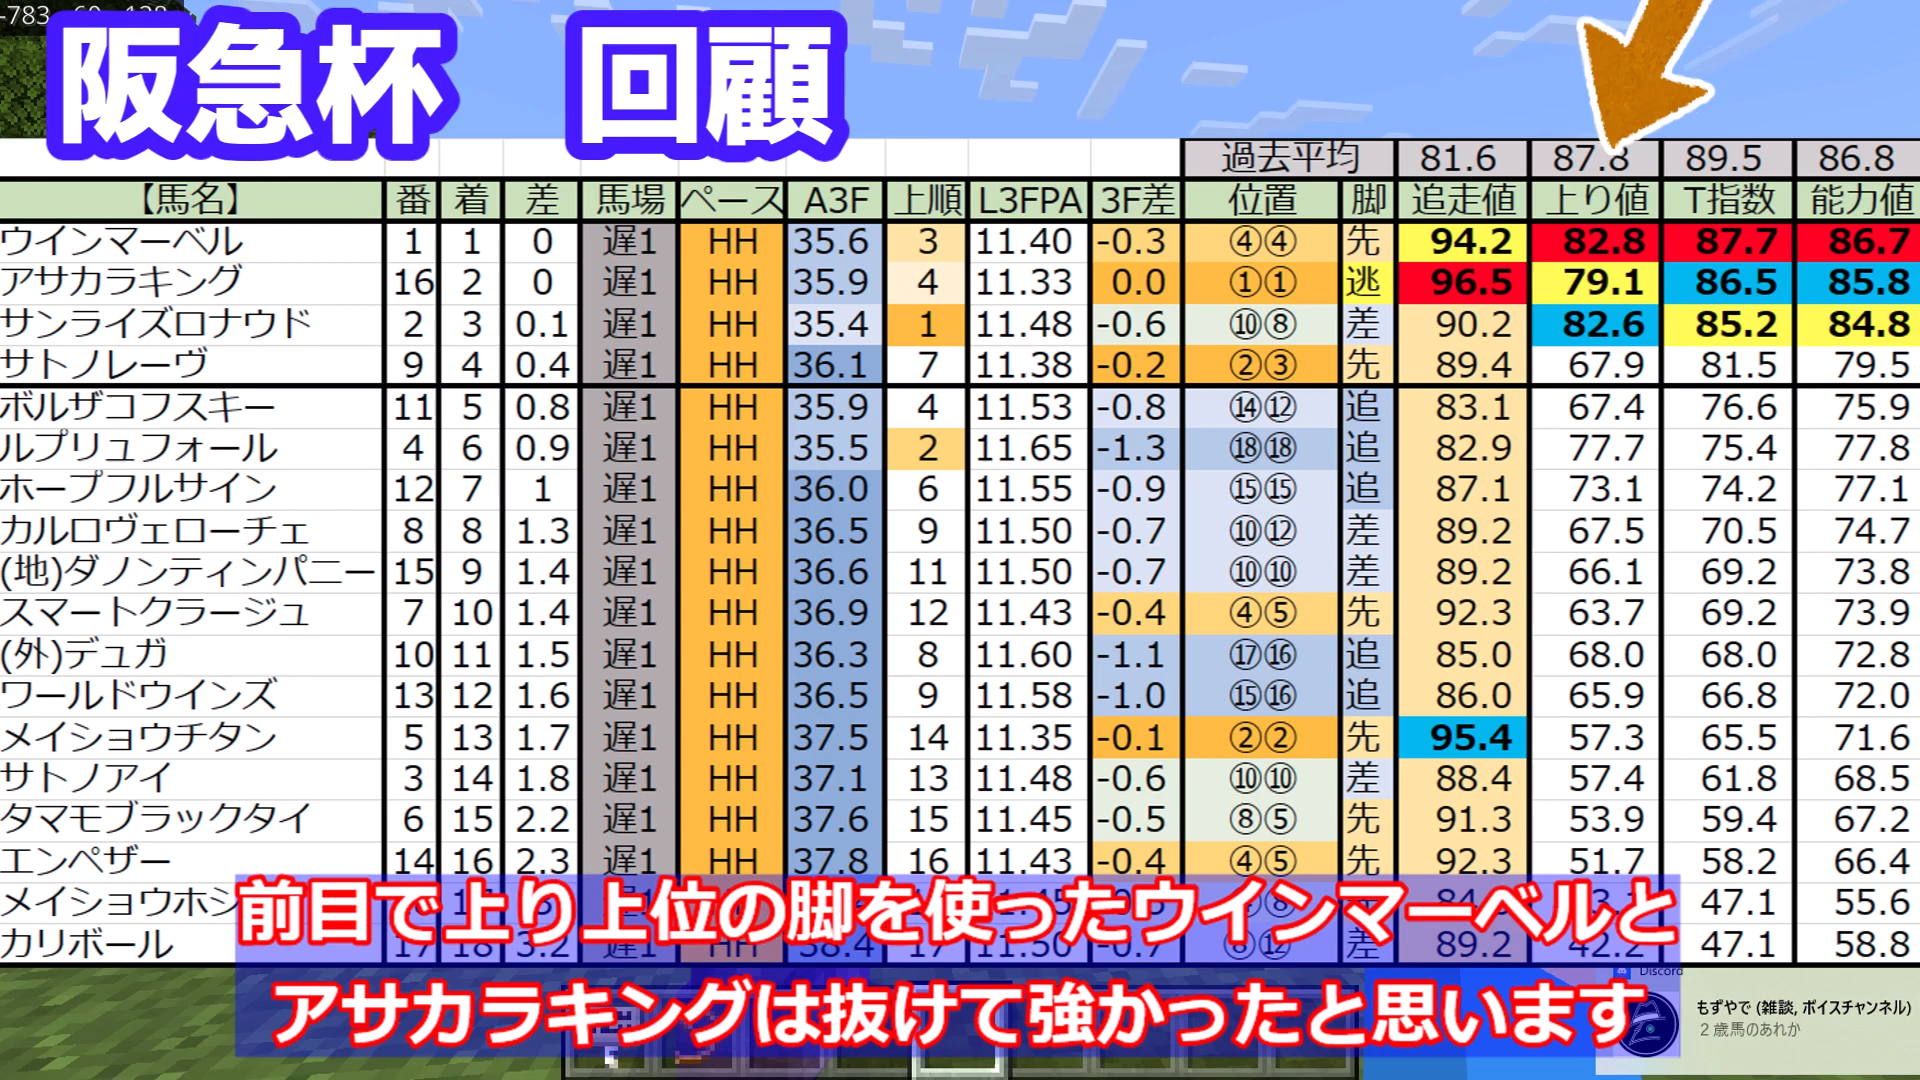 阪急杯 回顧
過去平均 81.6 87.8 89.5 86.8
【馬名】 番 着 差 馬場 ペース A3F 上順 L3FPA 3F差 位置 脚 追走値 上り値 T指数 能力値
ウインマーベル 1 1 0 遅1 HH 35.6 3 11.40 -0.3 ④④ 先 94.2 82.8 87.7 86.7
アサカラキング 16 2 0 遅1 HH 35.9 4 11.33 0.0 ①① 逃 96.5 79.1 86.5 85.8
サンライズロナウド 2 3 0.1 遅1 HH 35.4 1 11.48 -0.6 ⑩⑧ 差 90.2 82.6 85.2 84.8
サトノレーヴ 9 4 0.4 遅1 HH 36.1 7 11.38 -0.2 ②③ 先 89.4 67.9 81.5 79.5
ボルザコフスキー 11 5 0.8 遅1 HH 35.9 4 11.53 -0.8 ⑭⑫ 追 83.1 67.4 76.6 75.9
ルプリュフォール 4 6 0.9 遅1 HH 35.5 2 11.65 -1.3 ⑱⑱ 追 82.9 77.7 75.4 77.8
ホープフルサイン 12 7 1 遅1 HH 36.0 6 11.55 -0.9 ⑮⑮ 追 87.1 73.1 74.2 77.1
カルロヴェローチェ 8 8 1.3 遅1 HH 36.5 9 11.50 -0.7 ⑩⑫ 差 89.2 67.5 70.5 74.7
(地)ダノンティンパニー 15 9 1.4 遅1 HH 36.6 11 11.50 -0.7 ⑩⑩ 差 89.2 66.1 69.2 73.8
スマートクラージュ 7 10 1.4 遅1 HH 36.9 12 11.43 -0.4 ④⑤ 先 92.3 63.7 69.2 73.9
(外)デュガ 10 11 1.5 遅1 HH 36.3 8 11.60 -1.1 ⑰⑯ 追 85.0 68.0 68.0 72.8
ワールドウインズ 13 12 1.6 遅1 HH 36.5 9 11.58 -1.0 ⑮⑯ 追 86.0 65.9 66.8 72.0
メイショウチタン 5 13 1.7 遅1 HH 37.5 14 11.35 -0.1 ②② 先 95.4 57.3 65.5 71.6
サトノアイ 3 14 1.8 遅1 HH 37.1 13 11.48 -0.6 ⑩⑩ 差 88.4 57.4 61.8 68.5
タマモブラックタイ 6 15 2.2 遅1 HH 37.6 15 11.45 -0.5 ⑧⑤ 先 91.3 53.9 59.4 67.2
エンペザー 14 16 2.3 遅1 HH 37.8 16 11.43 -0.4 ④⑤ 先 92.3 51.7 58.2 66.4
メイショウホシ 47.1 55.6
カリボール 17 18 3.2 遅1 HH 38.4 17 11.50 -0.7 ⑧⑫ 差 89.2 42.2 47.1 58.8
前目で上り上位の脚を使ったウインマーベルと
アサカラキングは抜けて強かったと思います
Discord
もずやで (雑談, ボイスチャンネル)
２歳馬のあれか